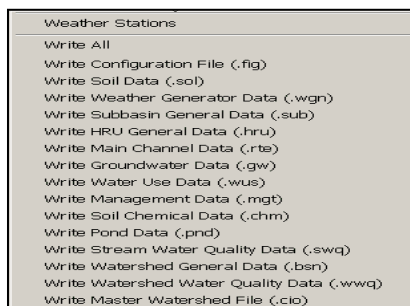 Weather Stations
Write All
Write Configuration File (.fig)
Write Soil Data (.sol)
Write Weather Generator Data (.wgn)
Write Subbasin General Data (.sub)
Write HRU General Data (.hru)
Write Main Channel Data (.rte)
Write Groundwater Data (.gw)
Write Water Use Data (.wus)
Write Management Data (.mgt)
Write Soil Chemical Data (.chm)
Write Pond Data (.pnd)
Write Stream Water Quality Data (.swq)
Write Watershed General Data (.bsn)
Write Watershed Water Quality Data (.wwq)
Write Master Watershed File (.cio)